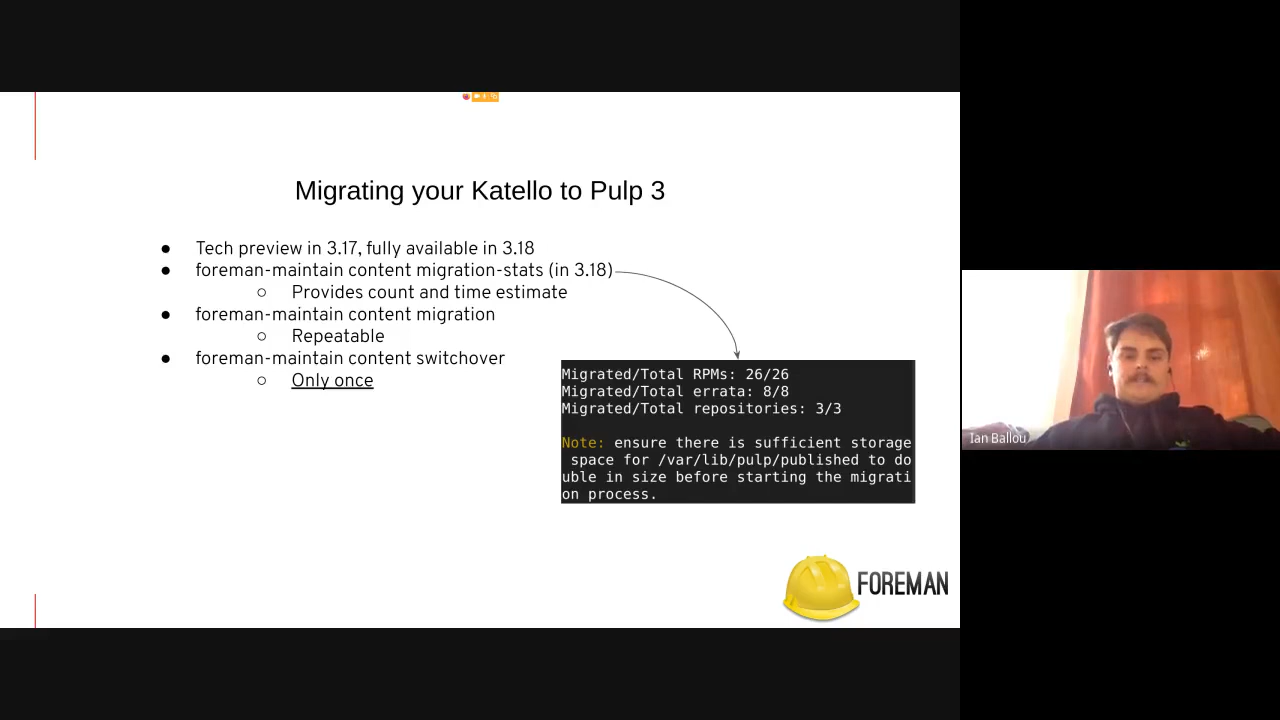 Migrating your Katello to Pulp 3
● Tech preview in 3.17, fully available in 3.18
● foreman-maintain content migration-stats (in 3.18)
○ Provides count and time estimate
● foreman-maintain content migration
○ Repeatable
● foreman-maintain content switchover
○ Only once
Migrated/Total RPMs: 26/26
Migrated/Total errata: 8/8
Migrated/Total repositories: 3/3
Note: ensure there is sufficient storage
space for /var/lib/pulp/published to do
uble in size before starting the migrati
on process.
FOREMAN
Ian Ballou